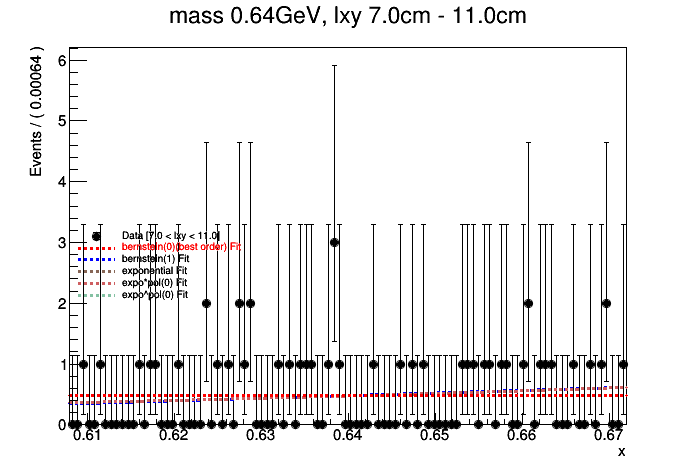 mass 0.64GeV, lxy 7.0cm - 11.0cm
Events / ( 0.00064 )
6
5
4
3
2
1
0
Data [7.0 < lxy < 11.0]
bernstein(0)(best order) Fit
bernstein(1) Fit
exponential Fit
expo*pol(0) Fit
expo^pol(0) Fit
0.61 0.62 0.63 0.64 0.65 0.66 0.67
x